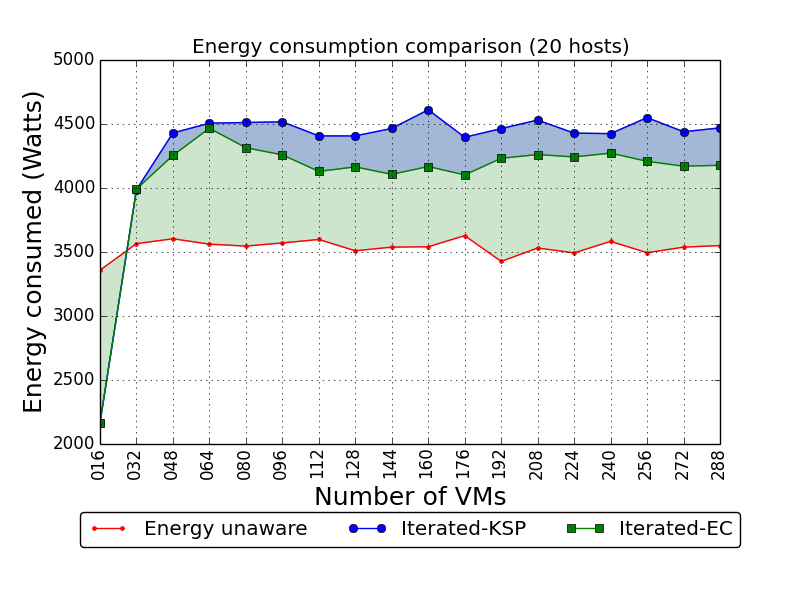 Energy consumption comparison (20 hosts)
5000
4500
4000
3500
3000
2500
2000
Energy consumed (Watts)
016 032 048 064 080 096 112 128 144 160 176 192 208 224 240 256 272 288
Number of VMs
Energy unaware Iterated-KSP Iterated-EC